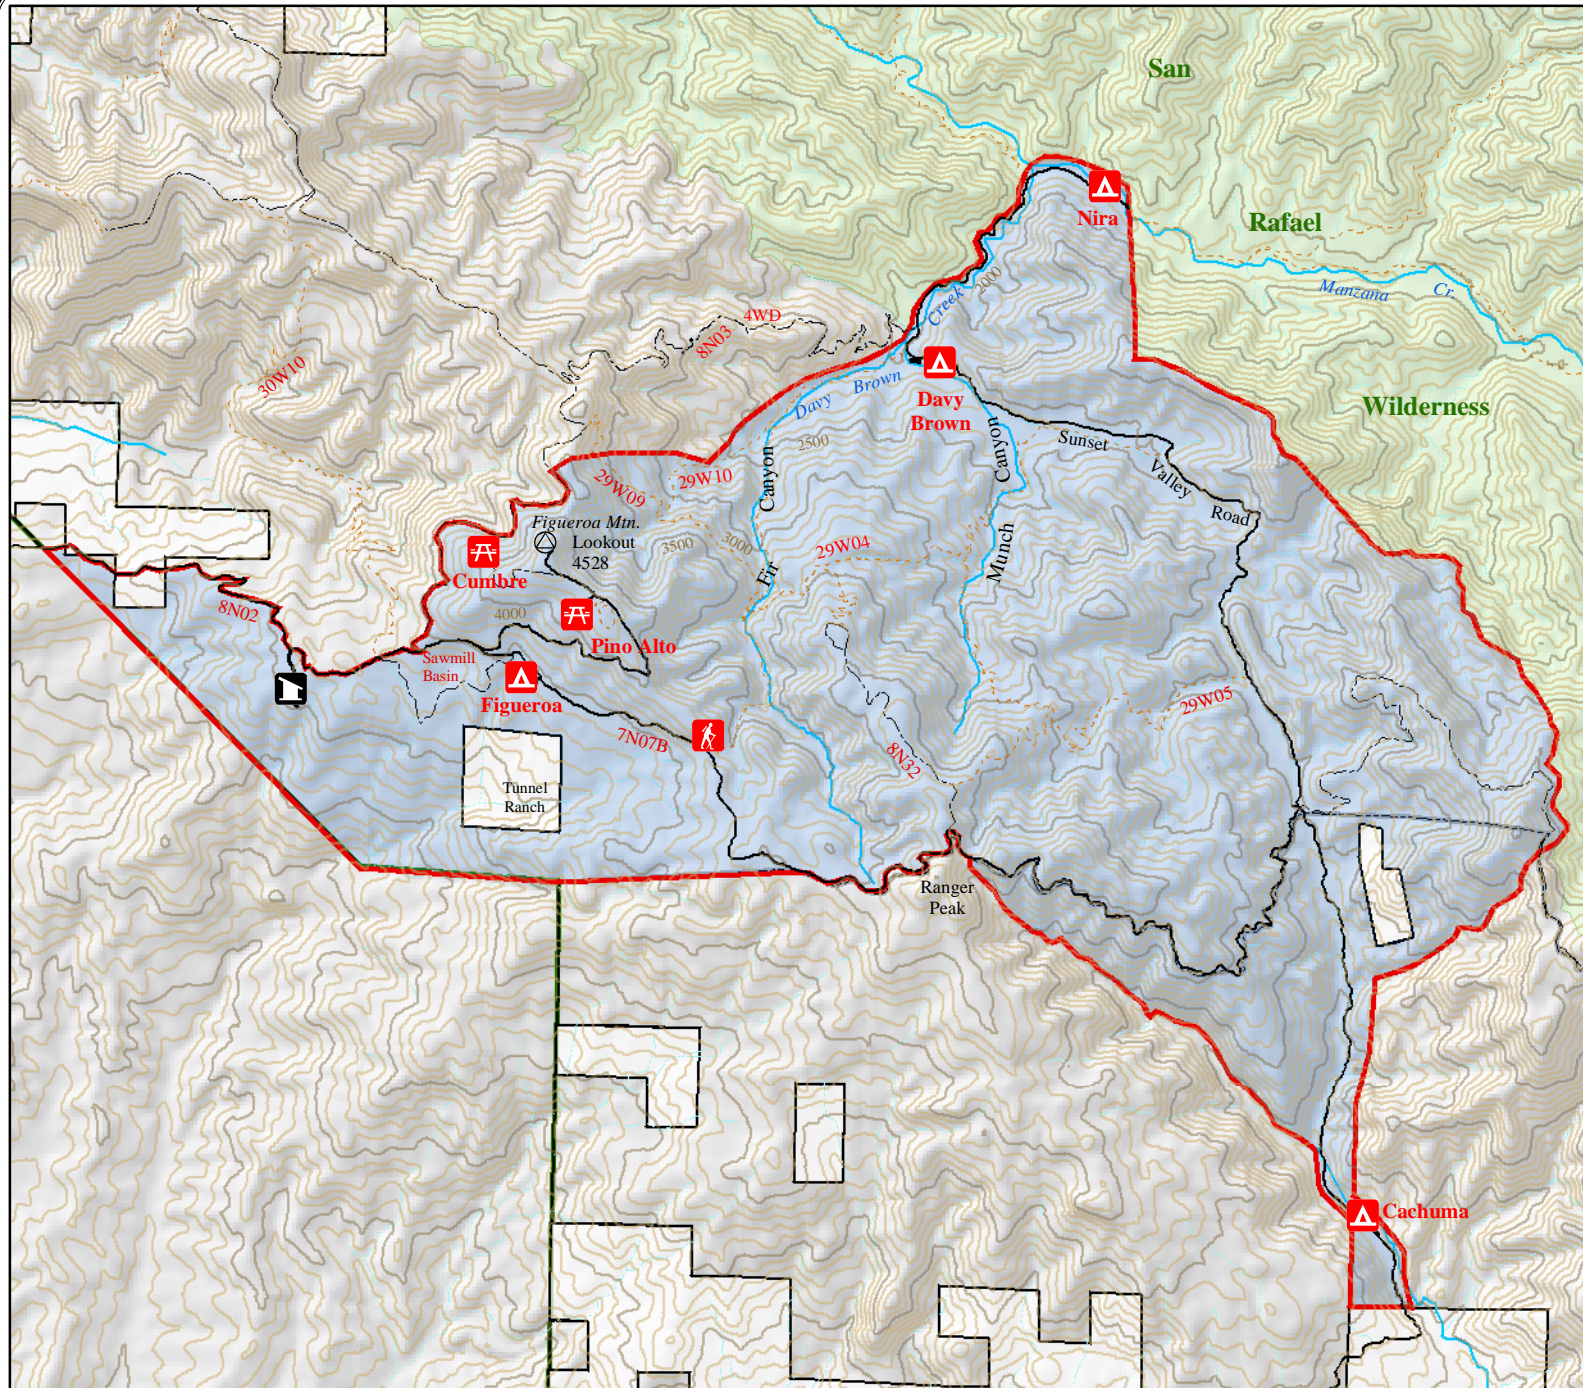 San
Rafael
Wilderness
Nira
Manzana Cr.
2000
Creek
4WD
8N03
30W10
Davy Brown
Davy
Brown
2500
Canyon
Canyon
Sunset
Valley
Road
29W09
29W10
Figueroa Mtn.
Lookout
4528
3500
3000
29W04
Munch
Fir
Cumbre
4000
8N02
Pino Alto
Sawmill
Basin
Figueroa
29W05
7N07B
8N32
Tunnel
Ranch
Ranger
Peak
Cachuma